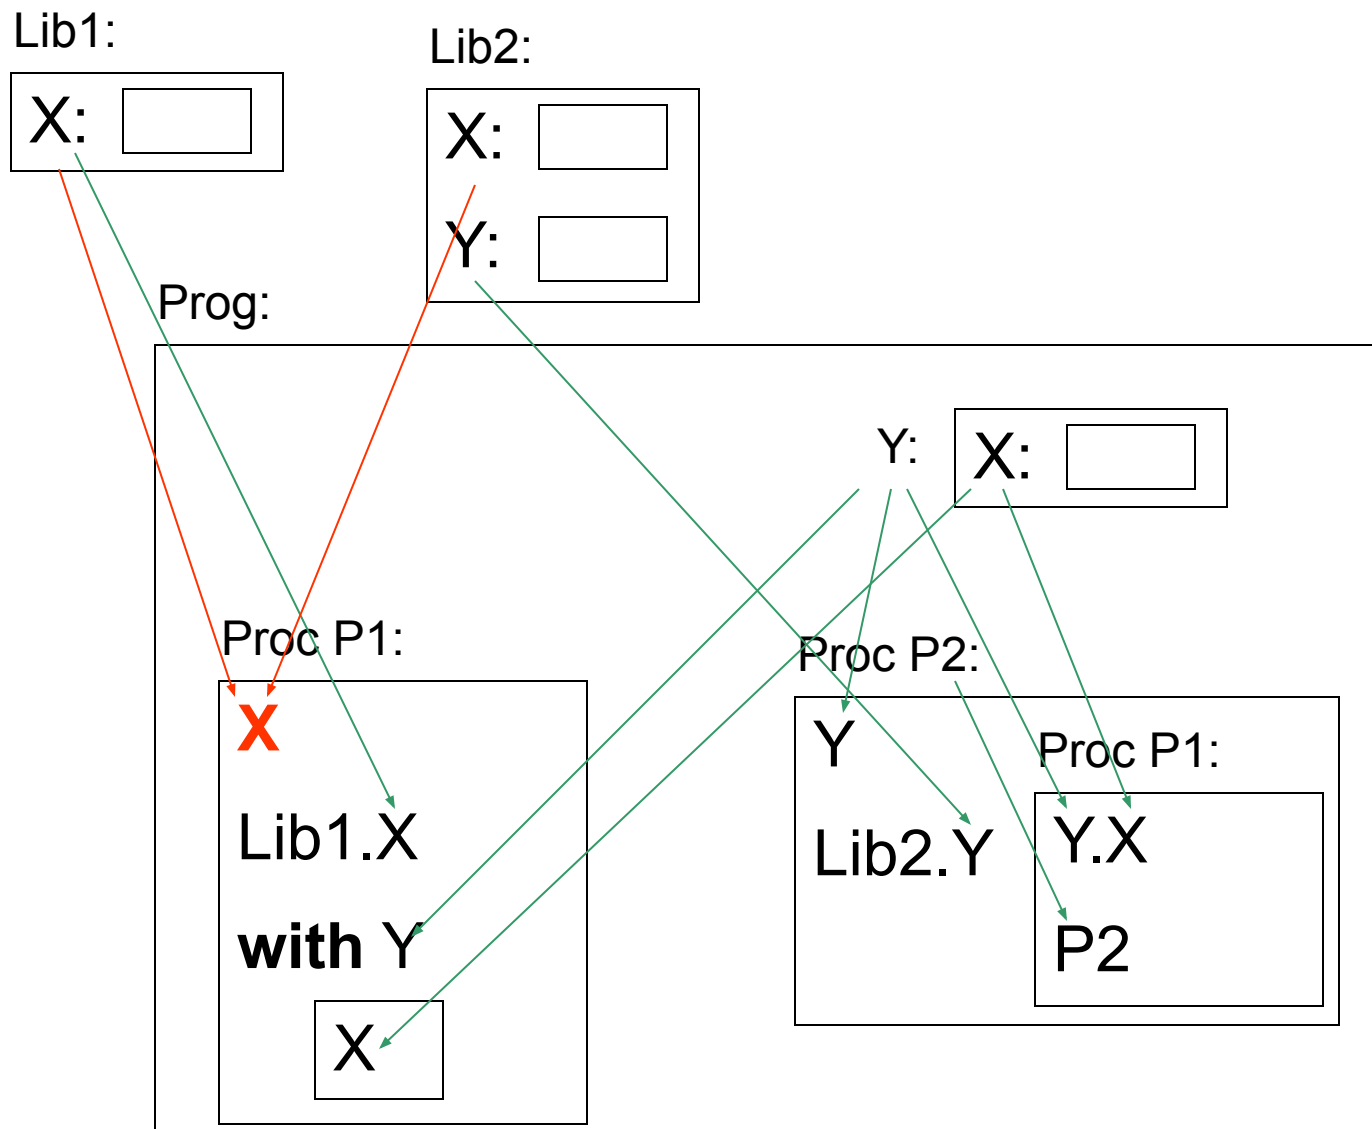 Lib1:
Lib2:
X:
X:
Y:
Prog:
Y:
X:
Proc P1:
Proc P2:
X
Y
Proc P1:
Lib1.X
Lib2.Y
Y.X
with Y
P2
X